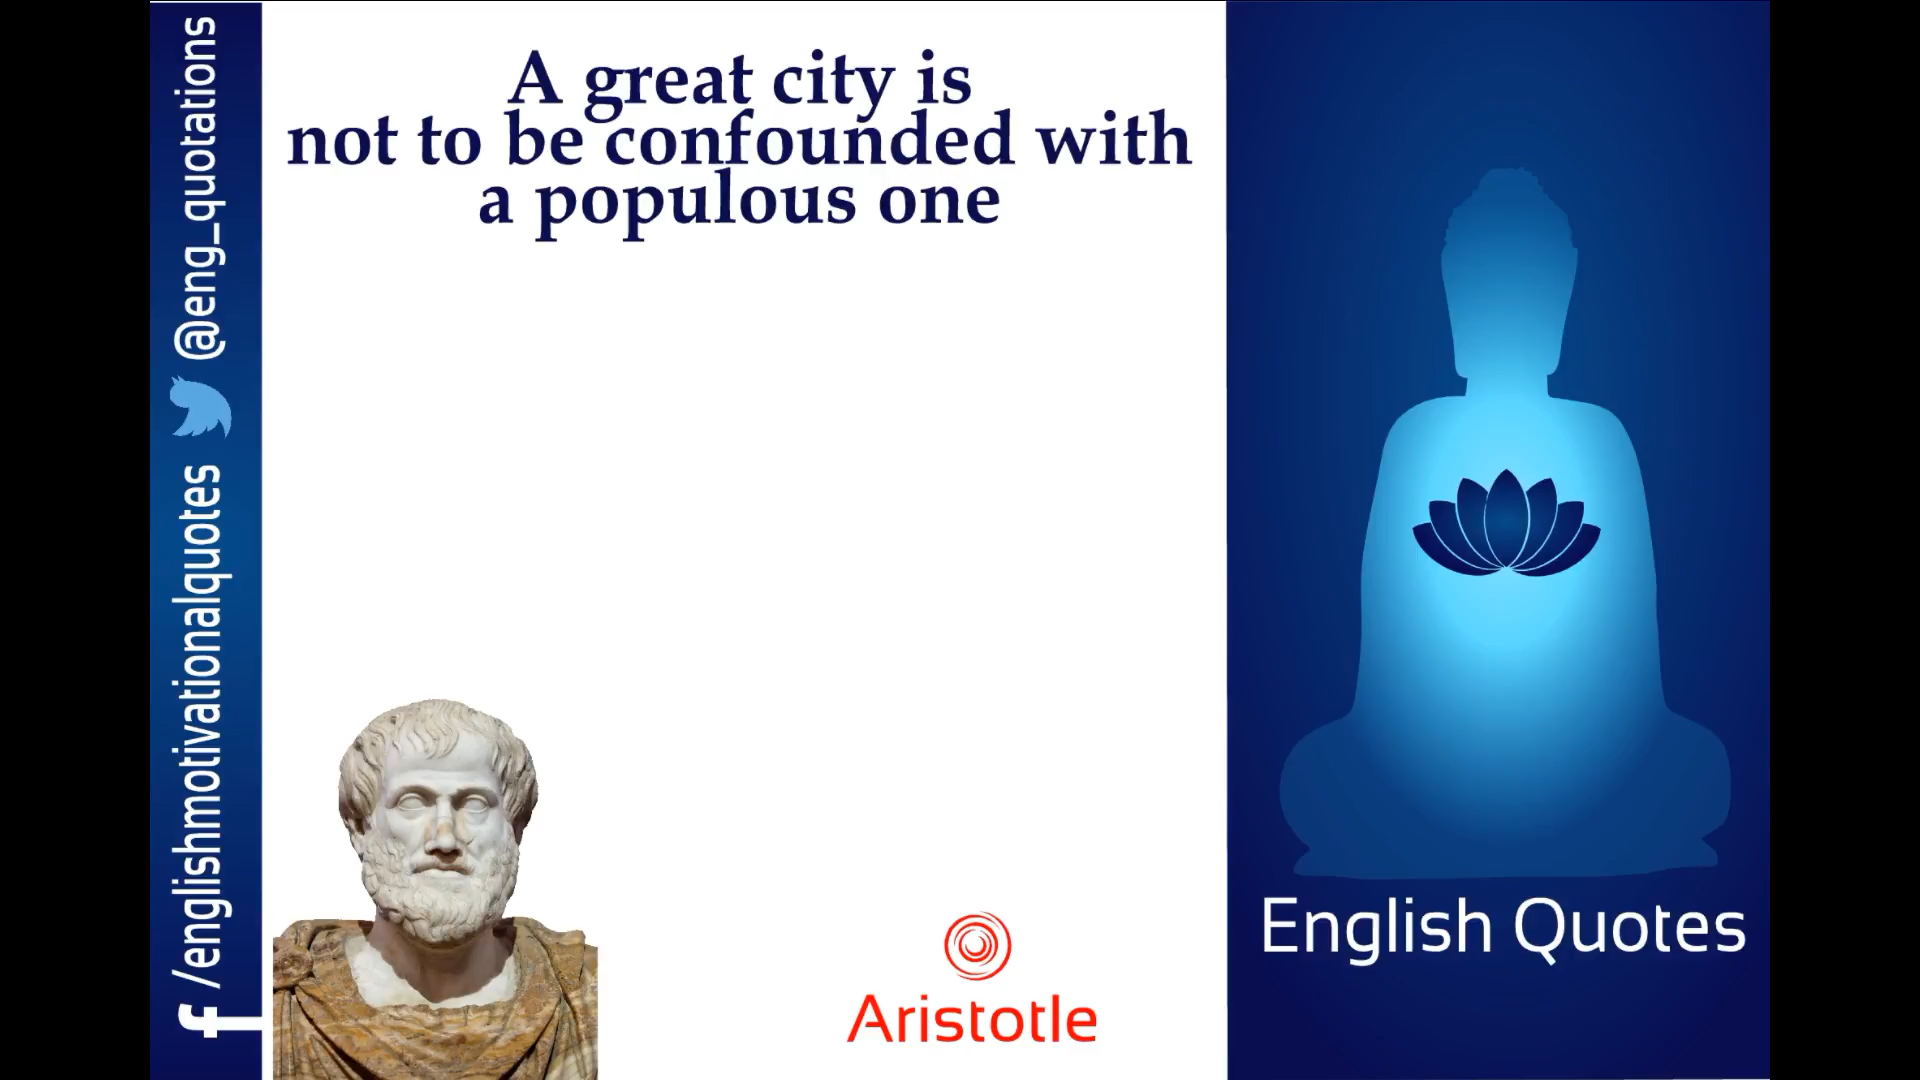 A great city is
not to be confounded with
a populous one
Aristotle
English Quotes
/englishmotivationalquotes
@eng_quotations